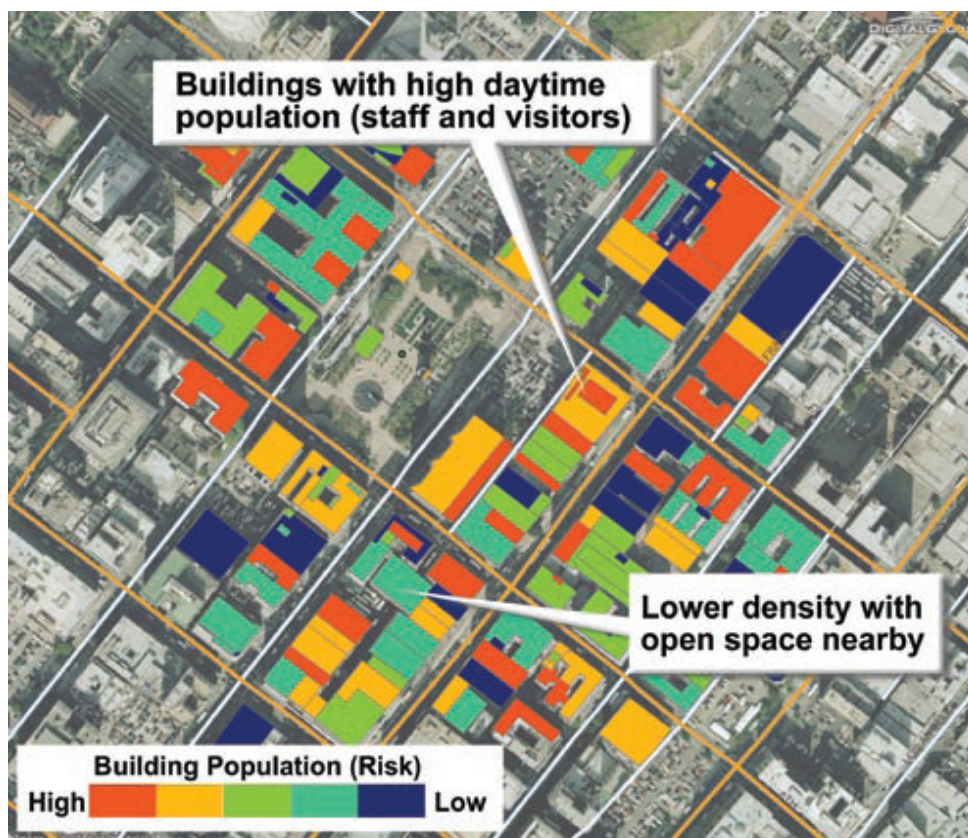 DIGITALGLOBE
Buildings with high daytime
population (staff and visitors)
Lower density with
open space nearby
Building Population (Risk)
High
Low